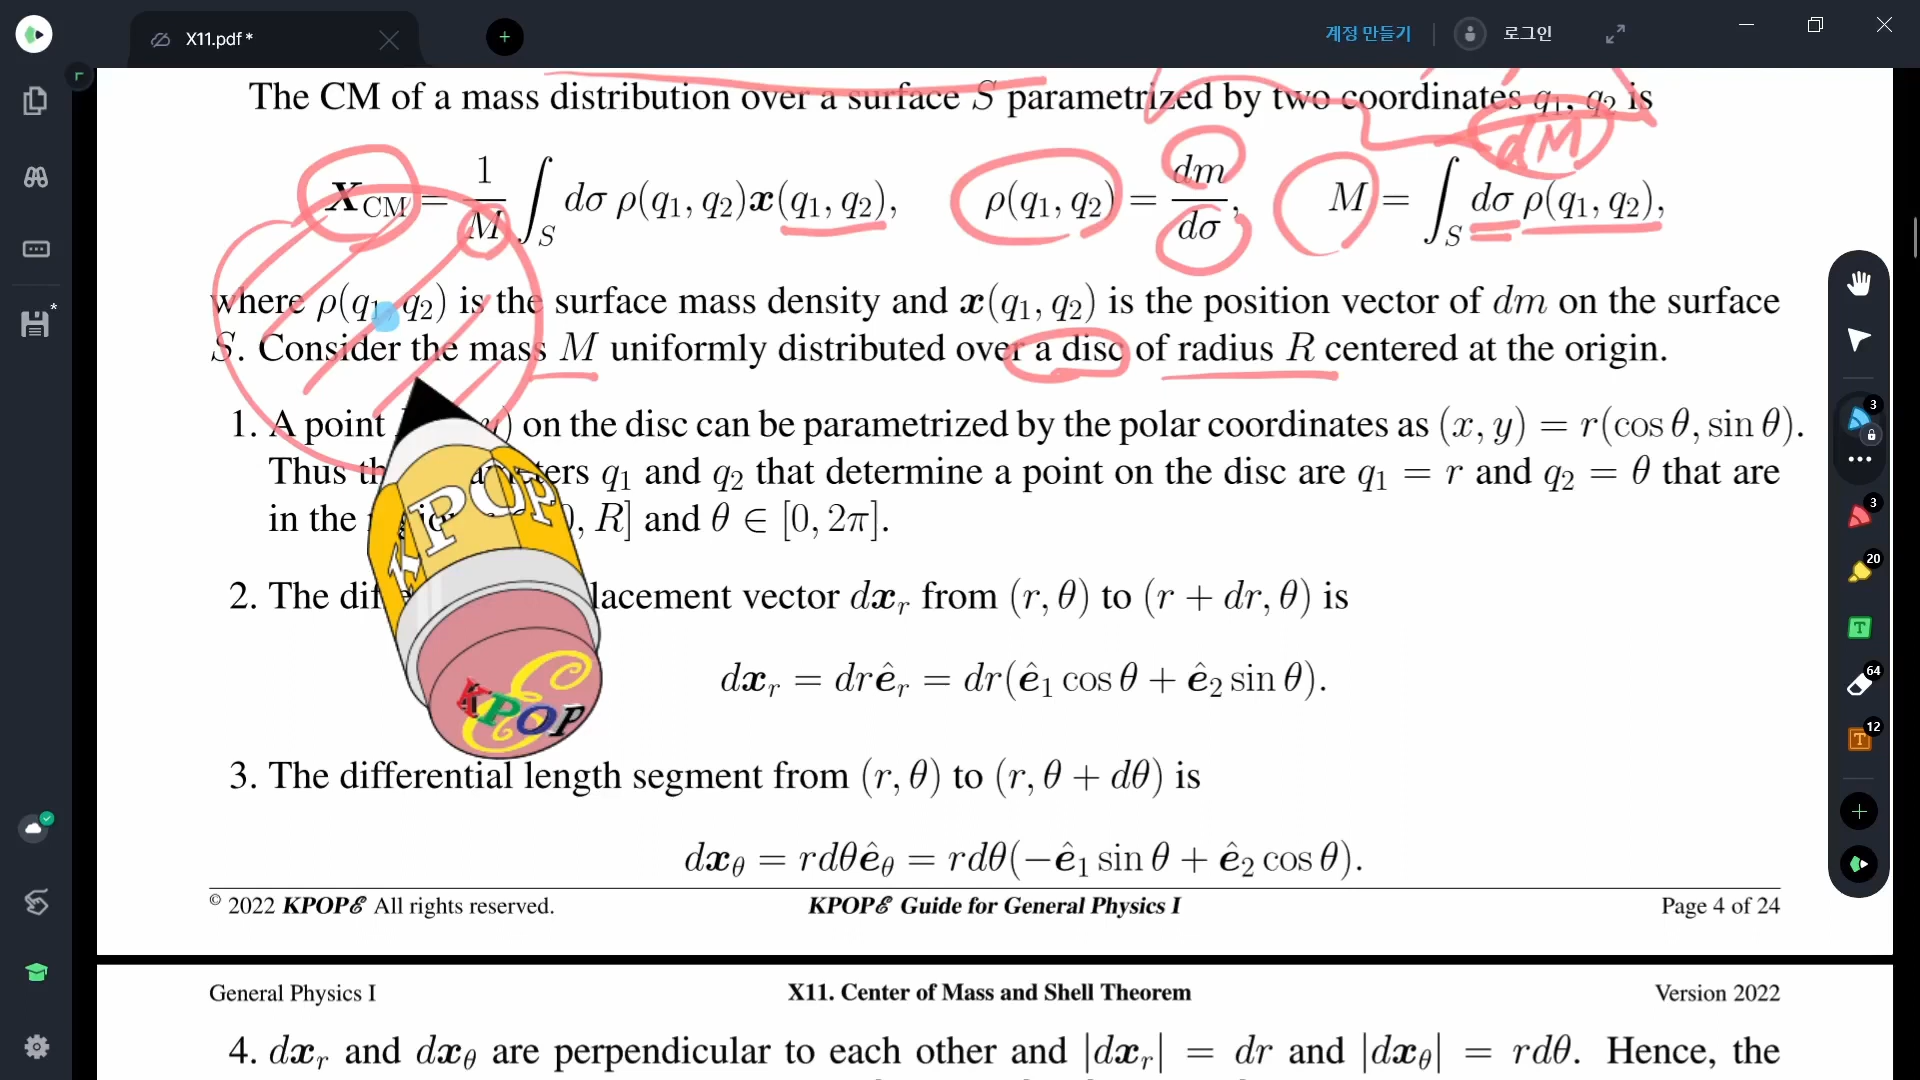 X11.pdf *
계정 만들기
로그인
The CM of a mass distribution over a surface S parametrized by two coordinates q₁, q₂ is
dM
X_CM = 1/M ∫_S dσ ρ(q₁, q₂)x(q₁, q₂), ρ(q₁, q₂) = dm/dσ, M = ∫_S dσ ρ(q₁, q₂),
where ρ(q₁, q₂) is the surface mass density and x(q₁, q₂) is the position vector of dm on the surface
S. Consider the mass M uniformly distributed over a disc of radius R centered at the origin.
1. A point y) on the disc can be parametrized by the polar coordinates as (x, y) = r(cos θ, sin θ).
Thus q₁ and q₂ that determine a point on the disc are q₁ = r and q₂ = θ that are
in the , R] and θ ∈ [0, 2π].
2. The vector dx_r from (r, θ) to (r + dr, θ) is
dx_r = drê_r = dr(ê₁ cos θ + ê₂ sin θ).
3. The differential length segment from (r, θ) to (r, θ + dθ) is
dx_θ = rdθê_θ = rdθ(−ê₁ sin θ + ê₂ cos θ).
KPOP
KPOP
© 2022 KPOPℰ All rights reserved. KPOPℰ Guide for General Physics I Page 4 of 24
General Physics I X11. Center of Mass and Shell Theorem Version 2022
4. dx_r and dx_θ are perpendicular to each other and |dx_r| = dr and |dx_θ| = rdθ. Hence, the
3
3
20
64
12